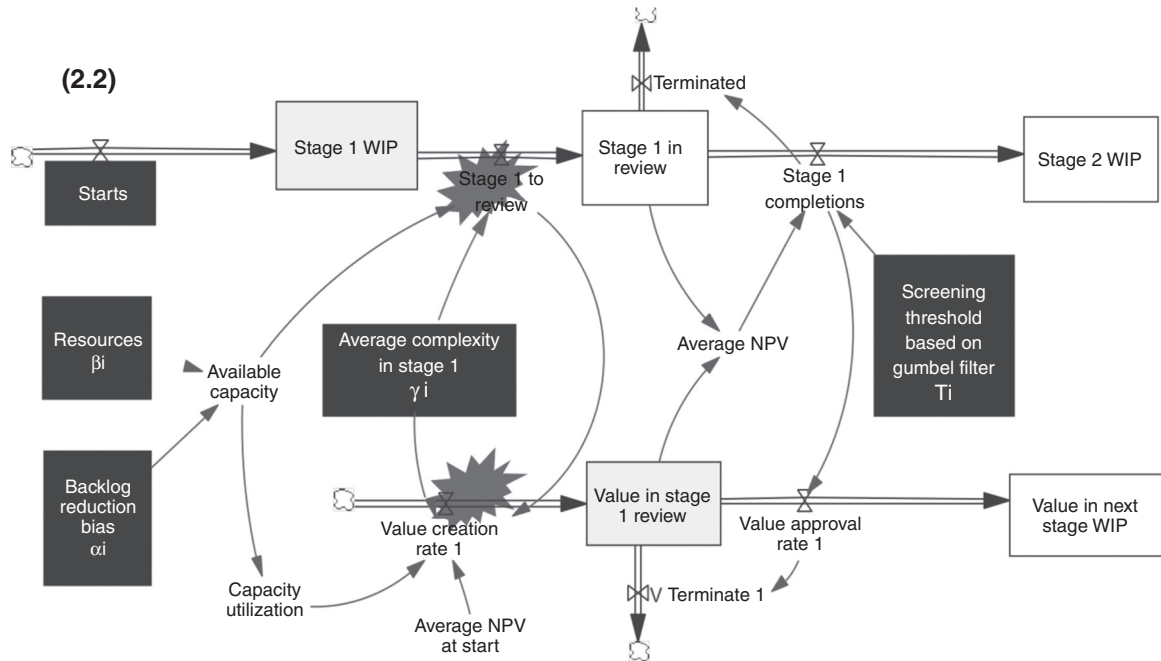 (2.2)
Terminated
Stage 1 WIP
Stage 1 in
review
Stage 2 WIP
Starts
Stage 1 to
review
Stage 1
completions
Resources
βi
Available
capacity
Average complexity
in stage 1
γ i
Average NPV
Screening
threshold
based on
gumbel filter
Ti
Backlog
reduction
bias
αi
Value creation
rate 1
Value in stage
1 review
Value approval
rate 1
Value in next
stage WIP
Capacity
utilization
Average NPV
at start
V Terminate 1